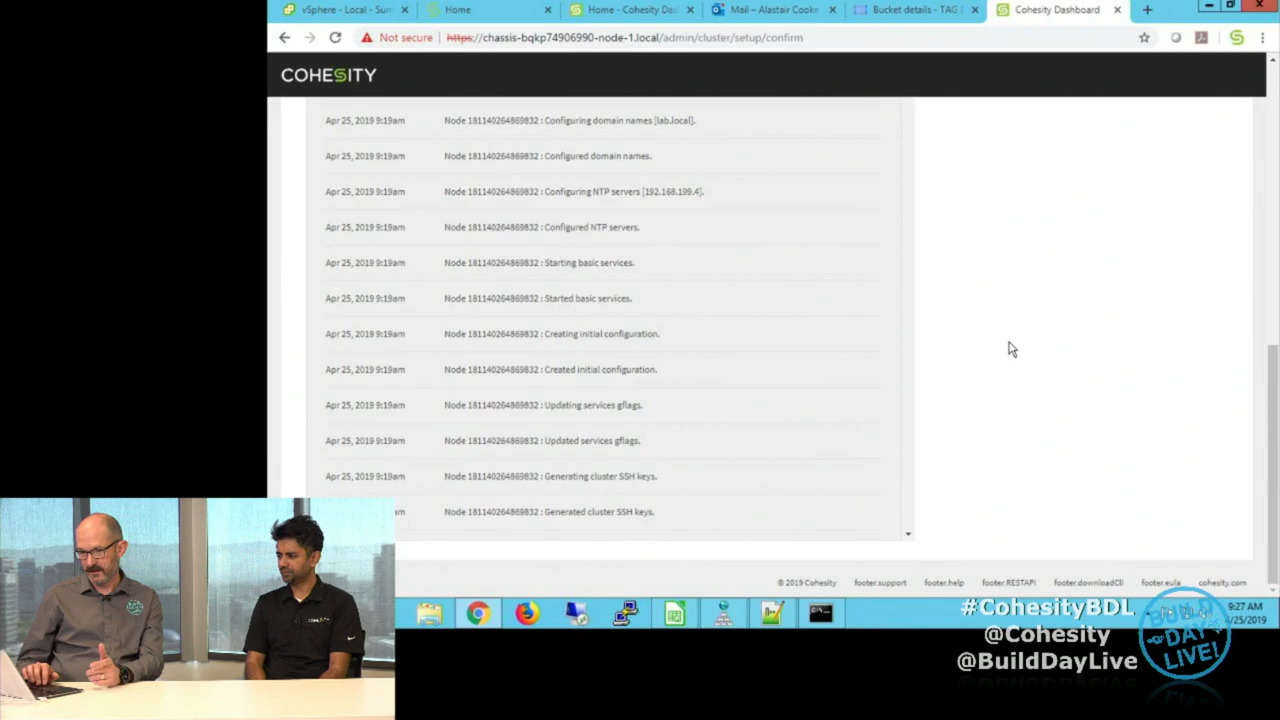 vSphere - Local - Sum
Home
Home - Cohesity Das
Mail – Alastair Cooke
Bucket details - TAG
Cohesity Dashboard
Not secure | https://chassis-bqkp74906990-node-1.local/admin/cluster/setup/confirm
COHESITY
Apr 25, 2019 9:19am Node 181140264869832 : Configuring domain names [lab.local].
Apr 25, 2019 9:19am Node 181140264869832 : Configured domain names.
Apr 25, 2019 9:19am Node 181140264869832 : Configuring NTP servers [192.168.199.4].
Apr 25, 2019 9:19am Node 181140264869832 : Configured NTP servers.
Apr 25, 2019 9:19am Node 181140264869832 : Starting basic services.
Apr 25, 2019 9:19am Node 181140264869832 : Started basic services.
Apr 25, 2019 9:19am Node 181140264869832 : Creating initial configuration.
Apr 25, 2019 9:19am Node 181140264869832 : Created initial configuration.
Apr 25, 2019 9:19am Node 181140264869832 : Updating services gflags.
Apr 25, 2019 9:19am Node 181140264869832 : Updated services gflags.
Apr 25, 2019 9:19am Node 181140264869832 : Generating cluster SSH keys.
am Node 181140264869832 : Generated cluster SSH keys.
© 2019 Cohesity footer.support footer.help footer.RESTAPI footer.downloadCli footer.eula cohesity.com
9:27 AM
/25/2019
#CohesityBDL
@Cohesity
@BuildDayLive
BUILD
DAY
LIVE!